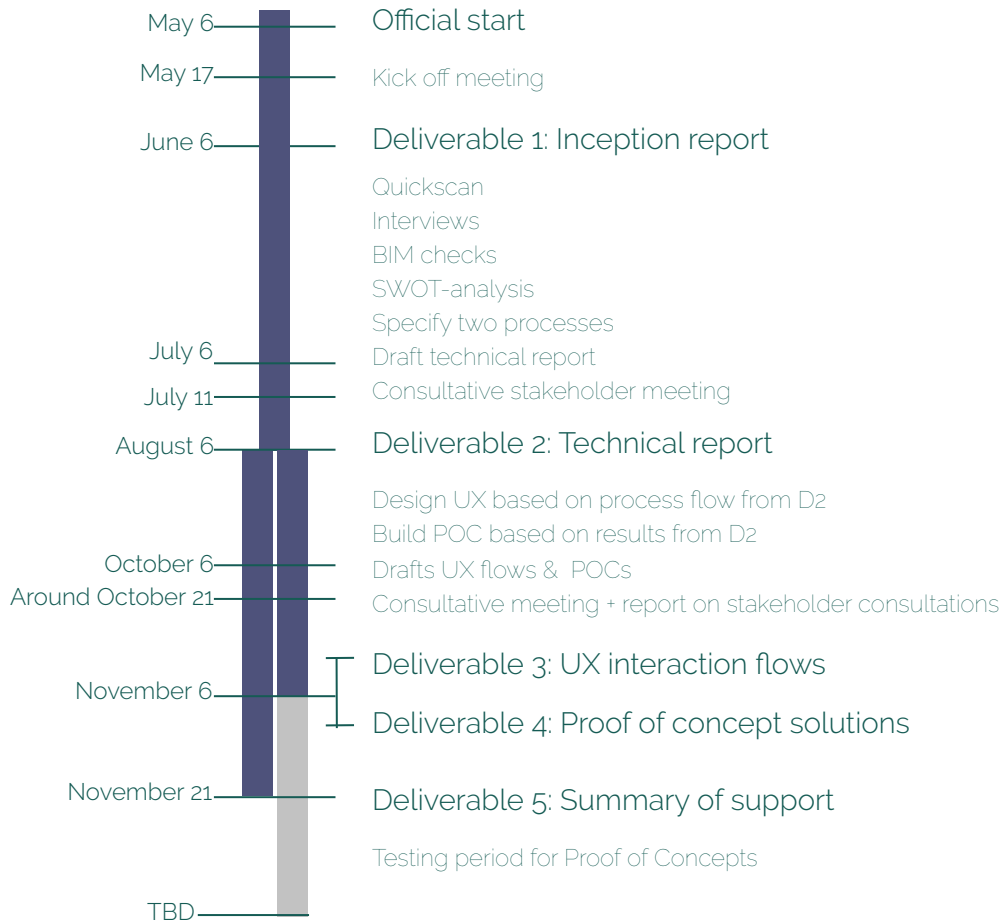 May 6 Official start
May 17 Kick off meeting
June 6 Deliverable 1: Inception report
Quickscan
Interviews
BIM checks
SWOT-analysis
Specify two processes
July 6 Draft technical report
July 11 Consultative stakeholder meeting
August 6 Deliverable 2: Technical report
Design UX based on process flow from D2
Build POC based on results from D2
October 6 Drafts UX flows & POCs
Around October 21 Consultative meeting + report on stakeholder consultations
Deliverable 3: UX interaction flows
November 6
Deliverable 4: Proof of concept solutions
November 21 Deliverable 5: Summary of support
Testing period for Proof of Concepts
TBD